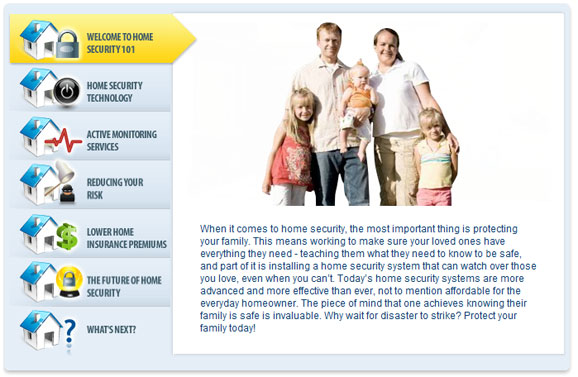 WELCOME TO HOME
SECURITY 101
HOME SECURITY
TECHNOLOGY
ACTIVE MONITORING
SERVICES
REDUCING YOUR
RISK
LOWER HOME
INSURANCE PREMIUMS
THE FUTURE OF HOME
SECURITY
WHAT'S NEXT?
When it comes to home security, the most important thing is protecting
your family. This means working to make sure your loved ones have
everything they need - teaching them what they need to know to be safe,
and part of it is installing a home security system that can watch over those
you love, even when you can't. Today's home security systems are more
advanced and more effective than ever, not to mention affordable for the
everyday homeowner. The piece of mind that one achieves knowing their
family is safe is invaluable. Why wait for disaster to strike? Protect your
family today!